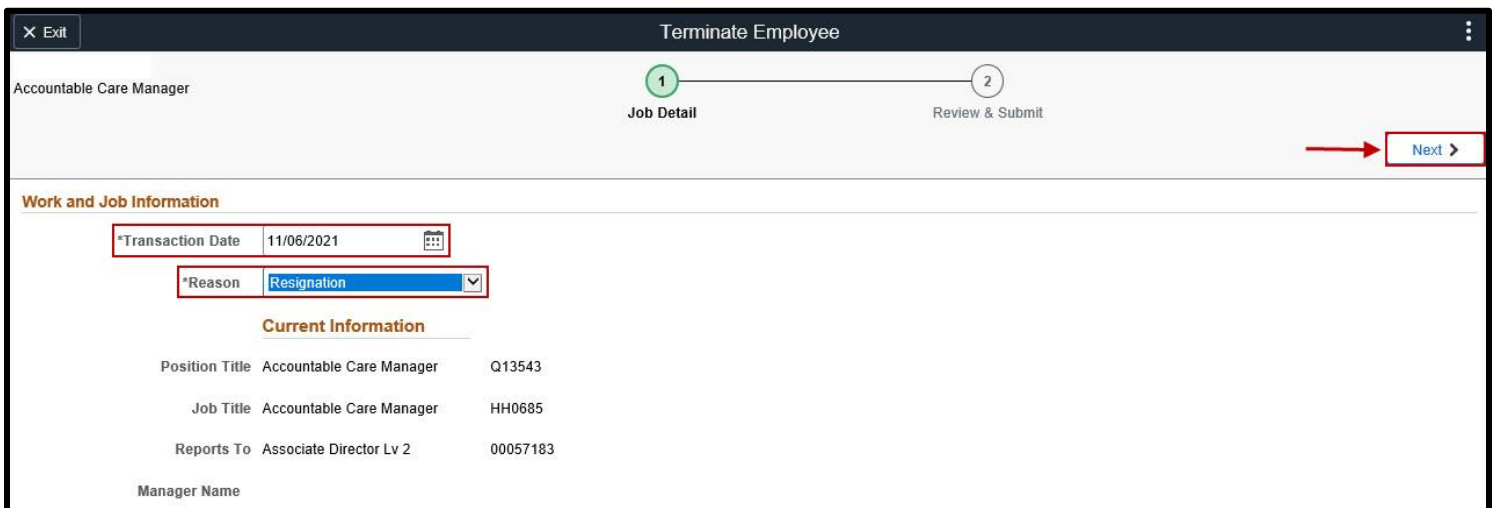 × Exit
Terminate Employee
Accountable Care Manager
1
2
Job Detail
Review & Submit
Next >
Work and Job Information
*Transaction Date 11/06/2021
*Reason Resignation
Current Information
Position Title Accountable Care Manager Q13543
Job Title Accountable Care Manager HH0685
Reports To Associate Director Lv 2 00057183
Manager Name